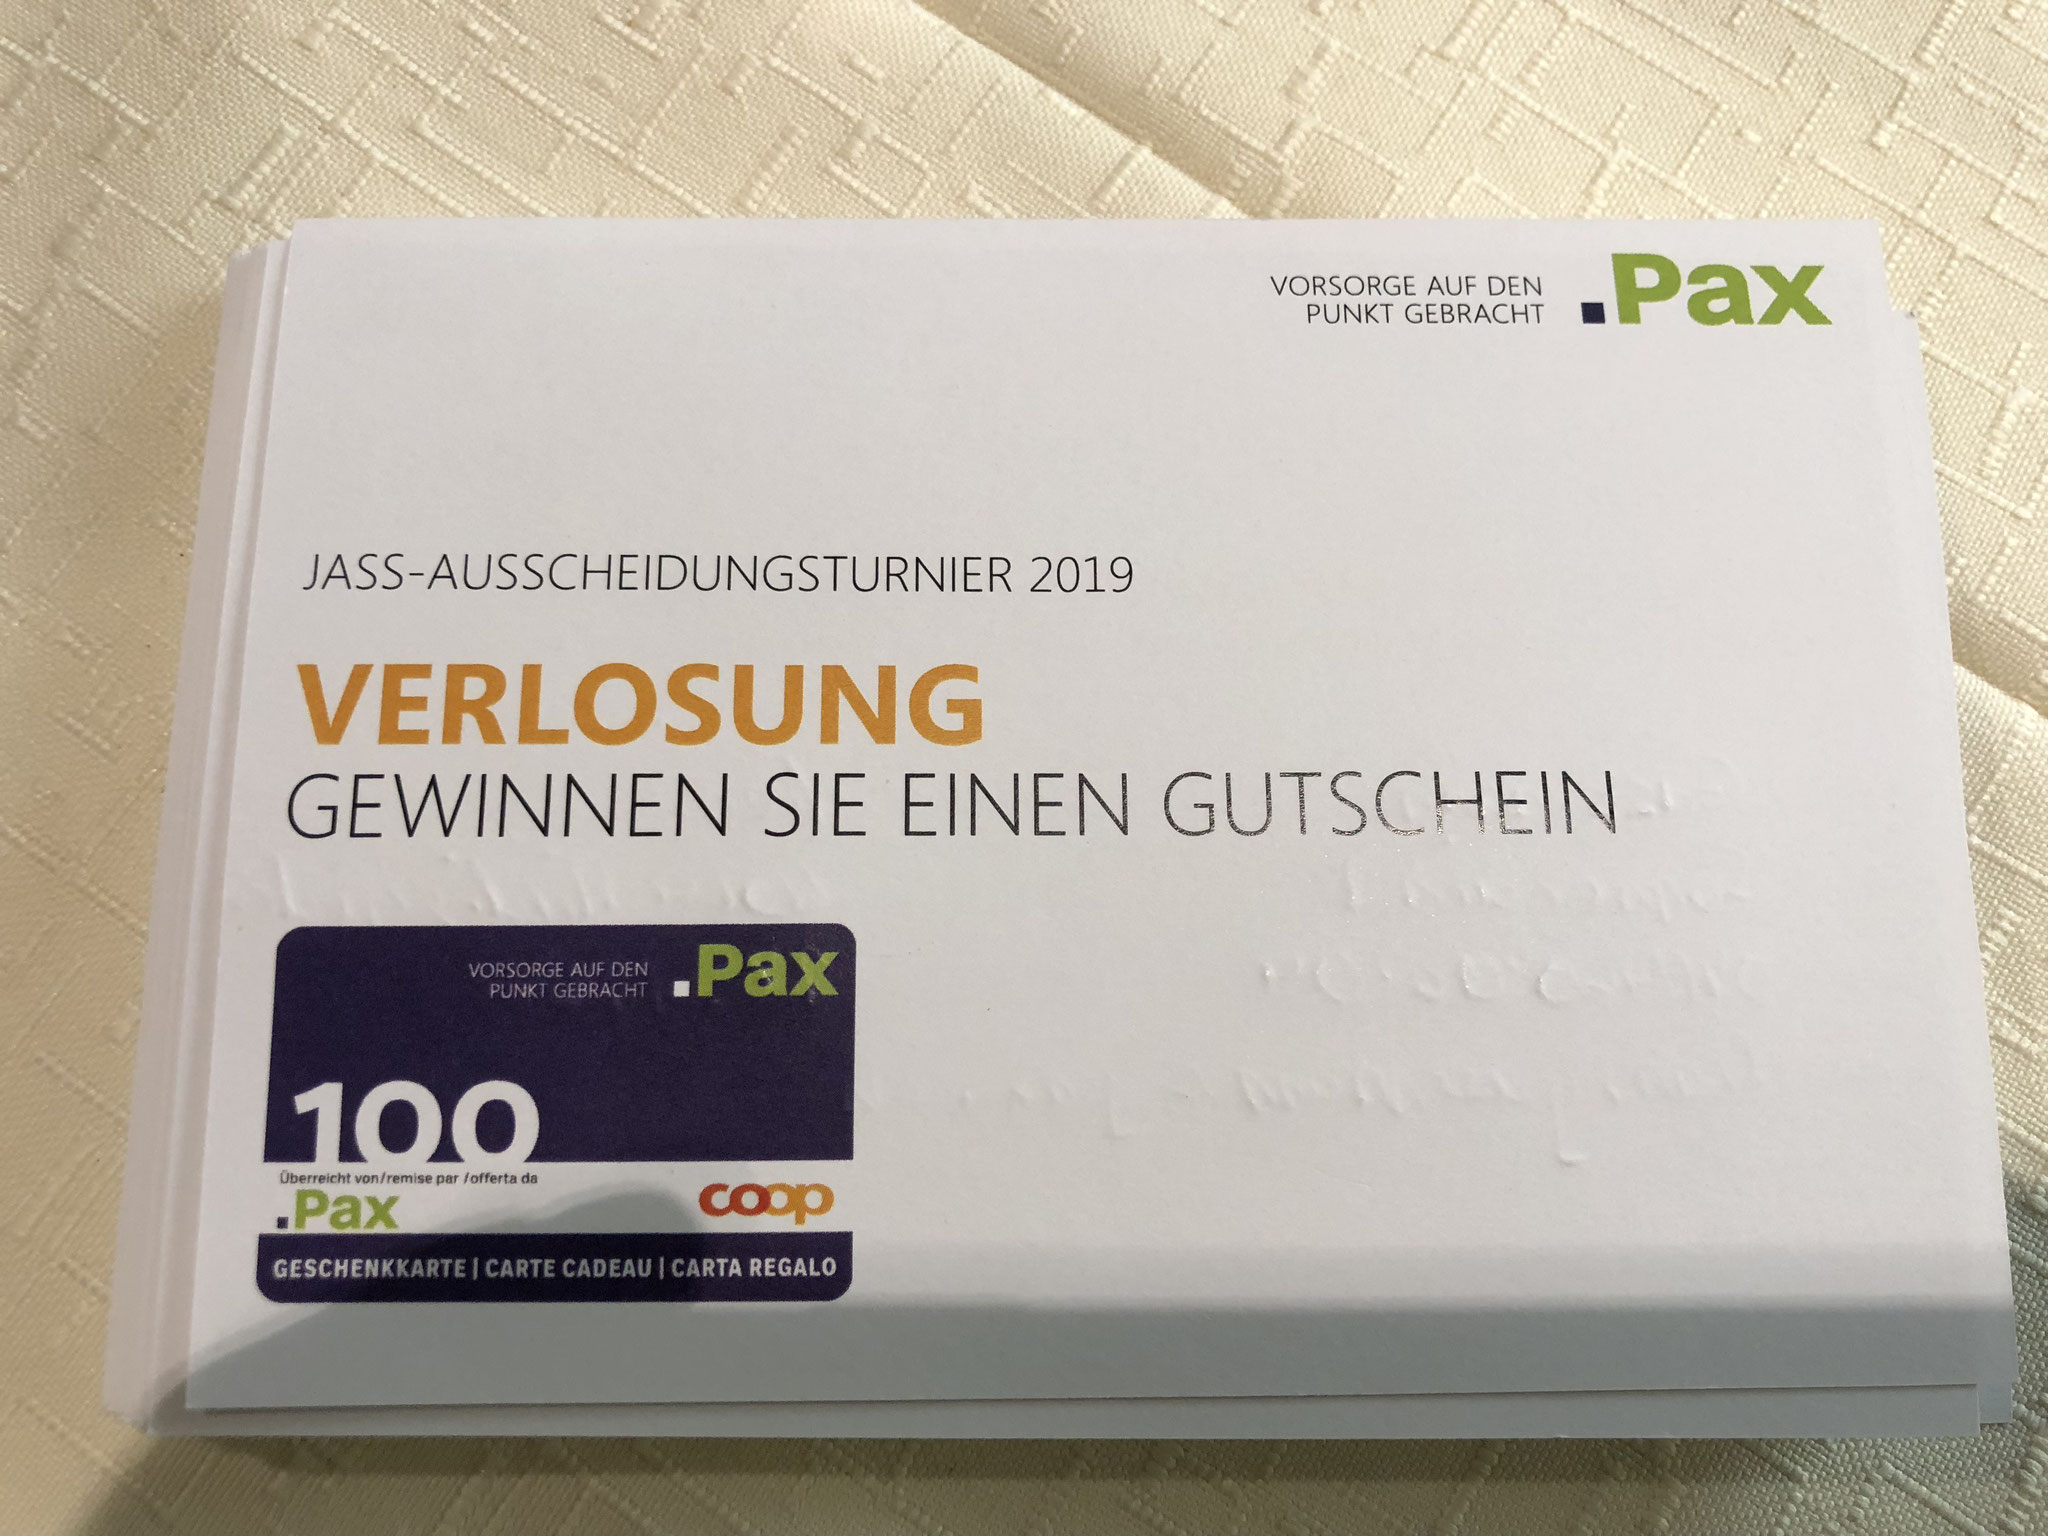 VORSORGE AUF DEN
PUNKT GEBRACHT
.Pax
JASS-AUSSCHEIDUNGSTURNIER 2019
VERLOSUNG
GEWINNEN SIE EINEN GUTSCHEIN
VORSORGE AUF DEN
PUNKT GEBRACHT
.Pax
100
Überreicht von/remise par /offerta da
.Pax
coop
GESCHENKKARTE | CARTE CADEAU | CARTA REGALO